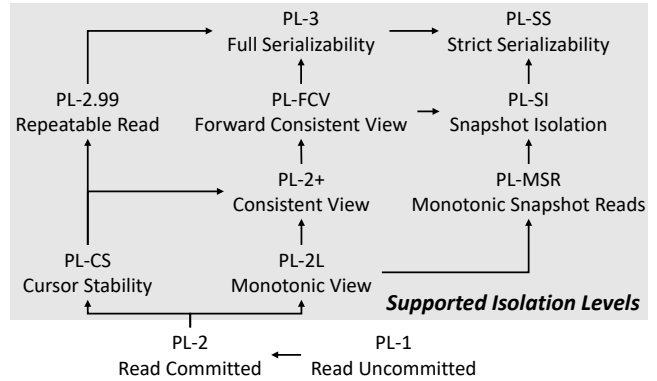 PL-3
Full Serializability
PL-SS
Strict Serializability
PL-2.99
Repeatable Read
PL-FCV
Forward Consistent View
PL-SI
Snapshot Isolation
PL-2+
Consistent View
PL-MSR
Monotonic Snapshot Reads
PL-CS
Cursor Stability
PL-2L
Monotonic View
Supported Isolation Levels
PL-2
Read Committed
PL-1
Read Uncommitted